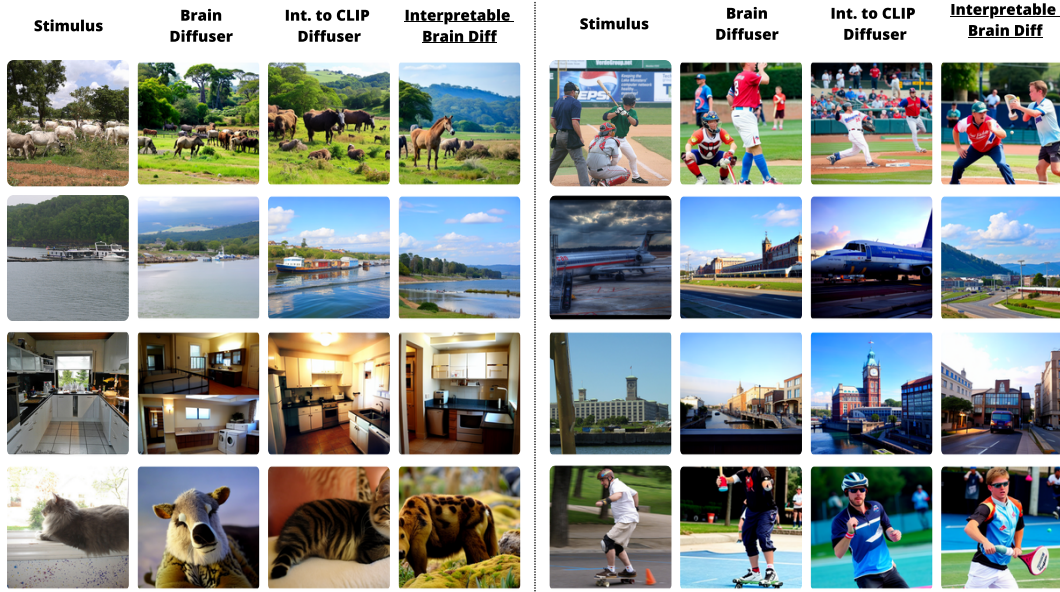 Stimulus
Brain
Diffuser
Int. to CLIP
Diffuser
Interpretable
Brain Diff
Stimulus
Brain
Diffuser
Int. to CLIP
Diffuser
Interpretable
Brain Diff
PEPSI